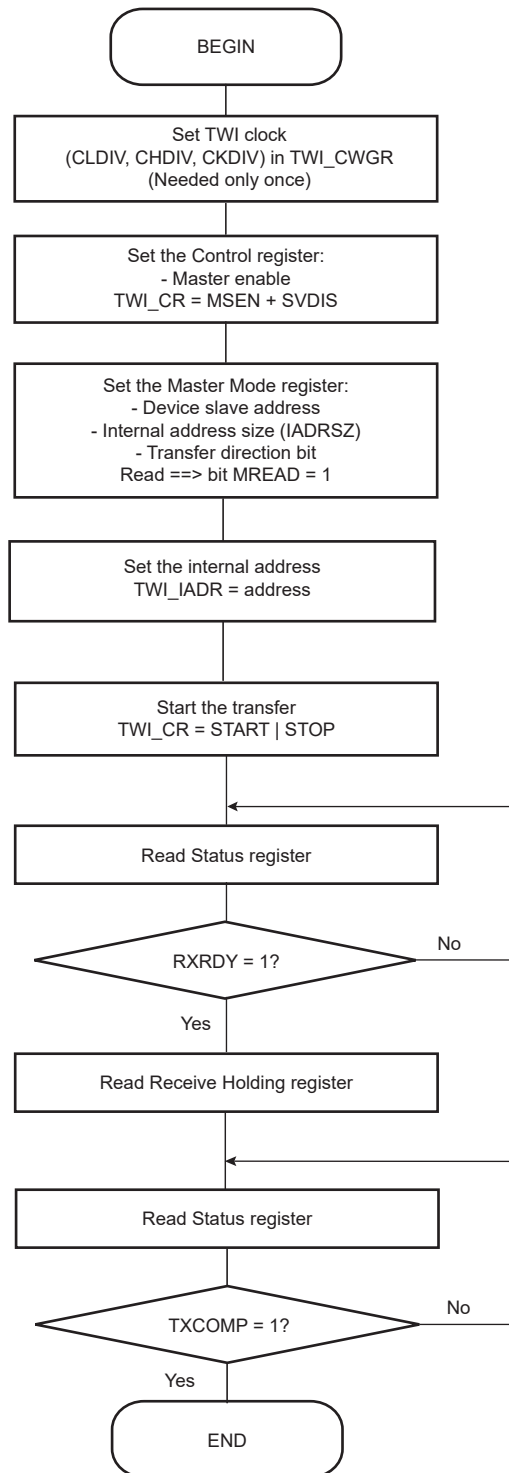 BEGIN
Set TWI clock
(CLDIV, CHDIV, CKDIV) in TWI_CWGR
(Needed only once)
Set the Control register:
- Master enable
TWI_CR = MSEN + SVDIS
Set the Master Mode register:
- Device slave address
- Internal address size (IADRSZ)
- Transfer direction bit
Read ==> bit MREAD = 1
Set the internal address
TWI_IADR = address
Start the transfer
TWI_CR = START | STOP
Read Status register
RXRDY = 1?
No
Yes
Read Receive Holding register
Read Status register
TXCOMP = 1?
No
Yes
END